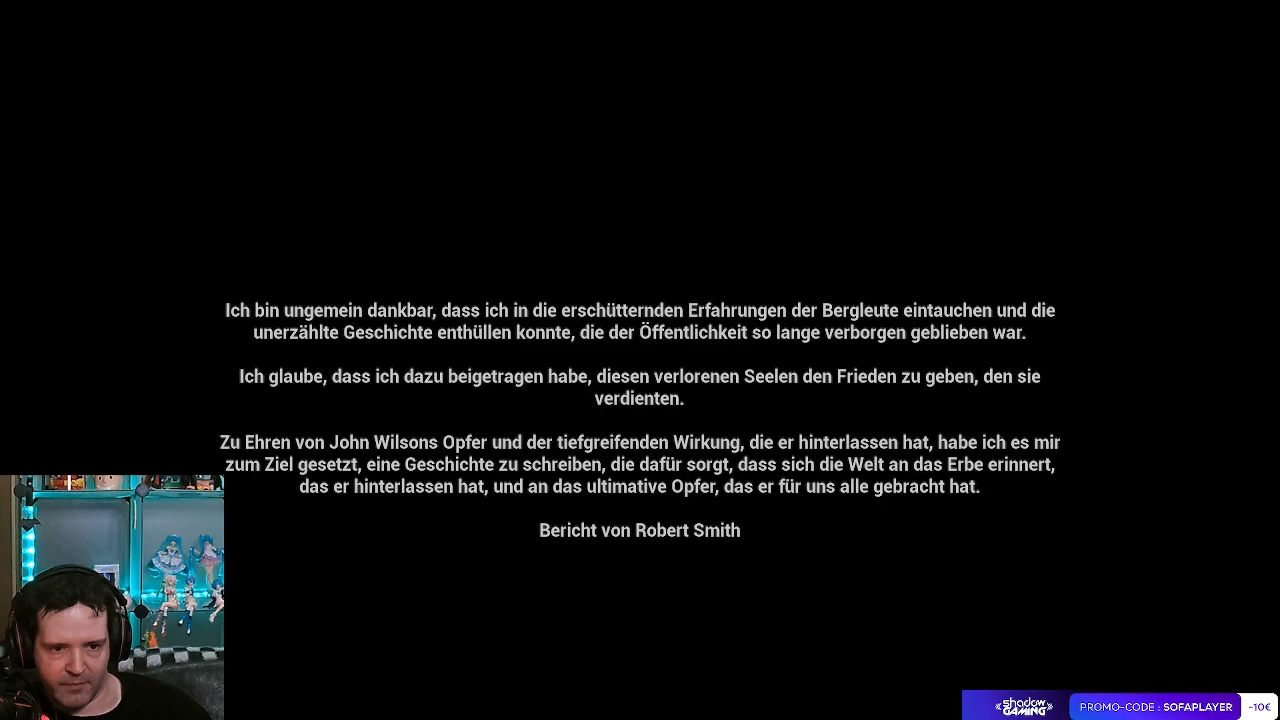 Ich bin ungemein dankbar, dass ich in die erschütternden Erfahrungen der Bergleute eintauchen und die
unerzählte Geschichte enthüllen konnte, die der Öffentlichkeit so lange verborgen geblieben war.
Ich glaube, dass ich dazu beigetragen habe, diesen verlorenen Seelen den Frieden zu geben, den sie
verdienten.
Zu Ehren von John Wilsons Opfer und der tiefgreifenden Wirkung, die er hinterlassen hat, habe ich es mir
zum Ziel gesetzt, eine Geschichte zu schreiben, die dafür sorgt, dass sich die Welt an das Erbe erinnert,
das er hinterlassen hat, und an das ultimative Opfer, das er für uns alle gebracht hat.
Bericht von Robert Smith
shadow GAMING PROMO-CODE : SOFAPLAYER -10€